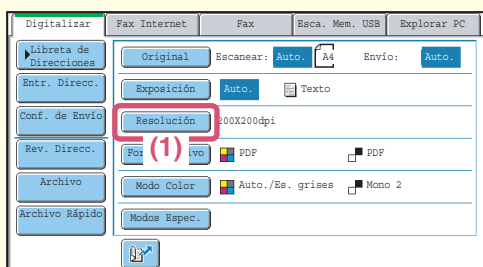 Digitalizar Fax Internet Fax Esca. Mem. USB Explorar PC
Libreta de
Direcciones
Original Escanear: Auto. A4 Envío: Auto.
Entr. Direcc.
Exposición Auto. Texto
Conf. de Envío
Resolución 200X200dpi
(1)
Rev. Direcc.
PDF PDF
Archivo
Modo Color Auto./Es. grises Mono 2
Archivo Rápido
Modos Espec.